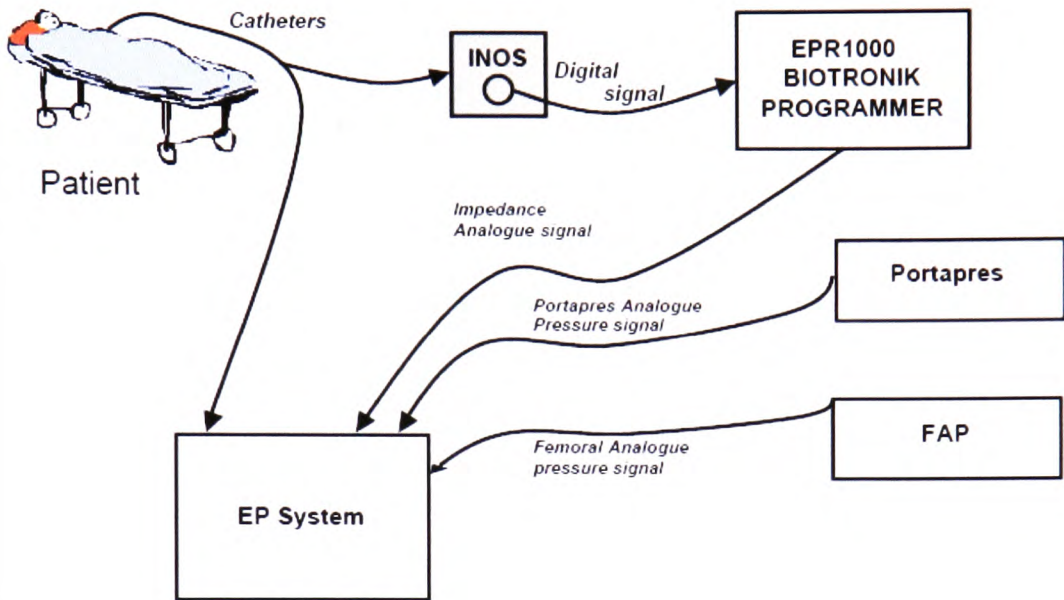 Catheters
INOS
Digital
signal
EPR1000
BIOTRONIK
PROGRAMMER
Patient
Impedance
Analogue signal
Portapres
Portapres Analogue
Pressure signal
FAP
Femoral Analogue
pressure signal
EP System